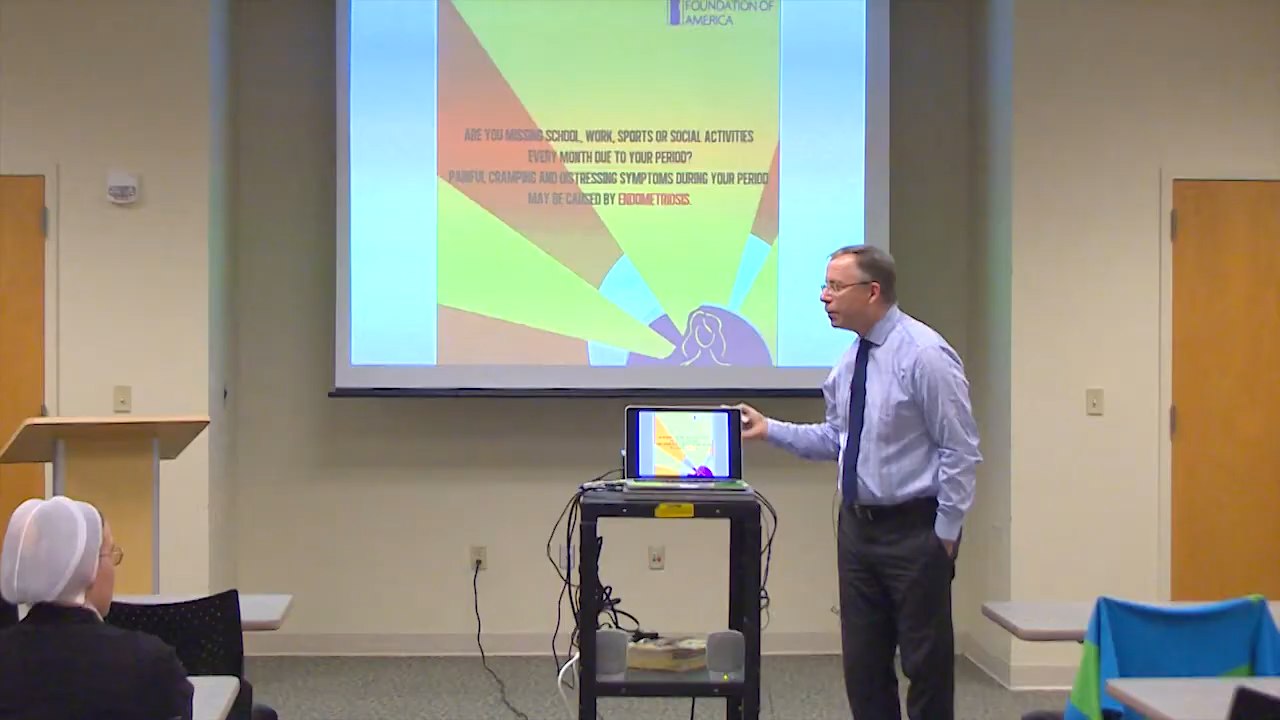 FOUNDATION OF
AMERICA
ARE YOU MISSING SCHOOL, WORK, SPORTS OR SOCIAL ACTIVITIES
EVERY MONTH DUE TO YOUR PERIOD?
PAINFUL CRAMPING AND DISTRESSING SYMPTOMS DURING YOUR PERIOD
MAY BE CAUSED BY ENDOMETRIOSIS.